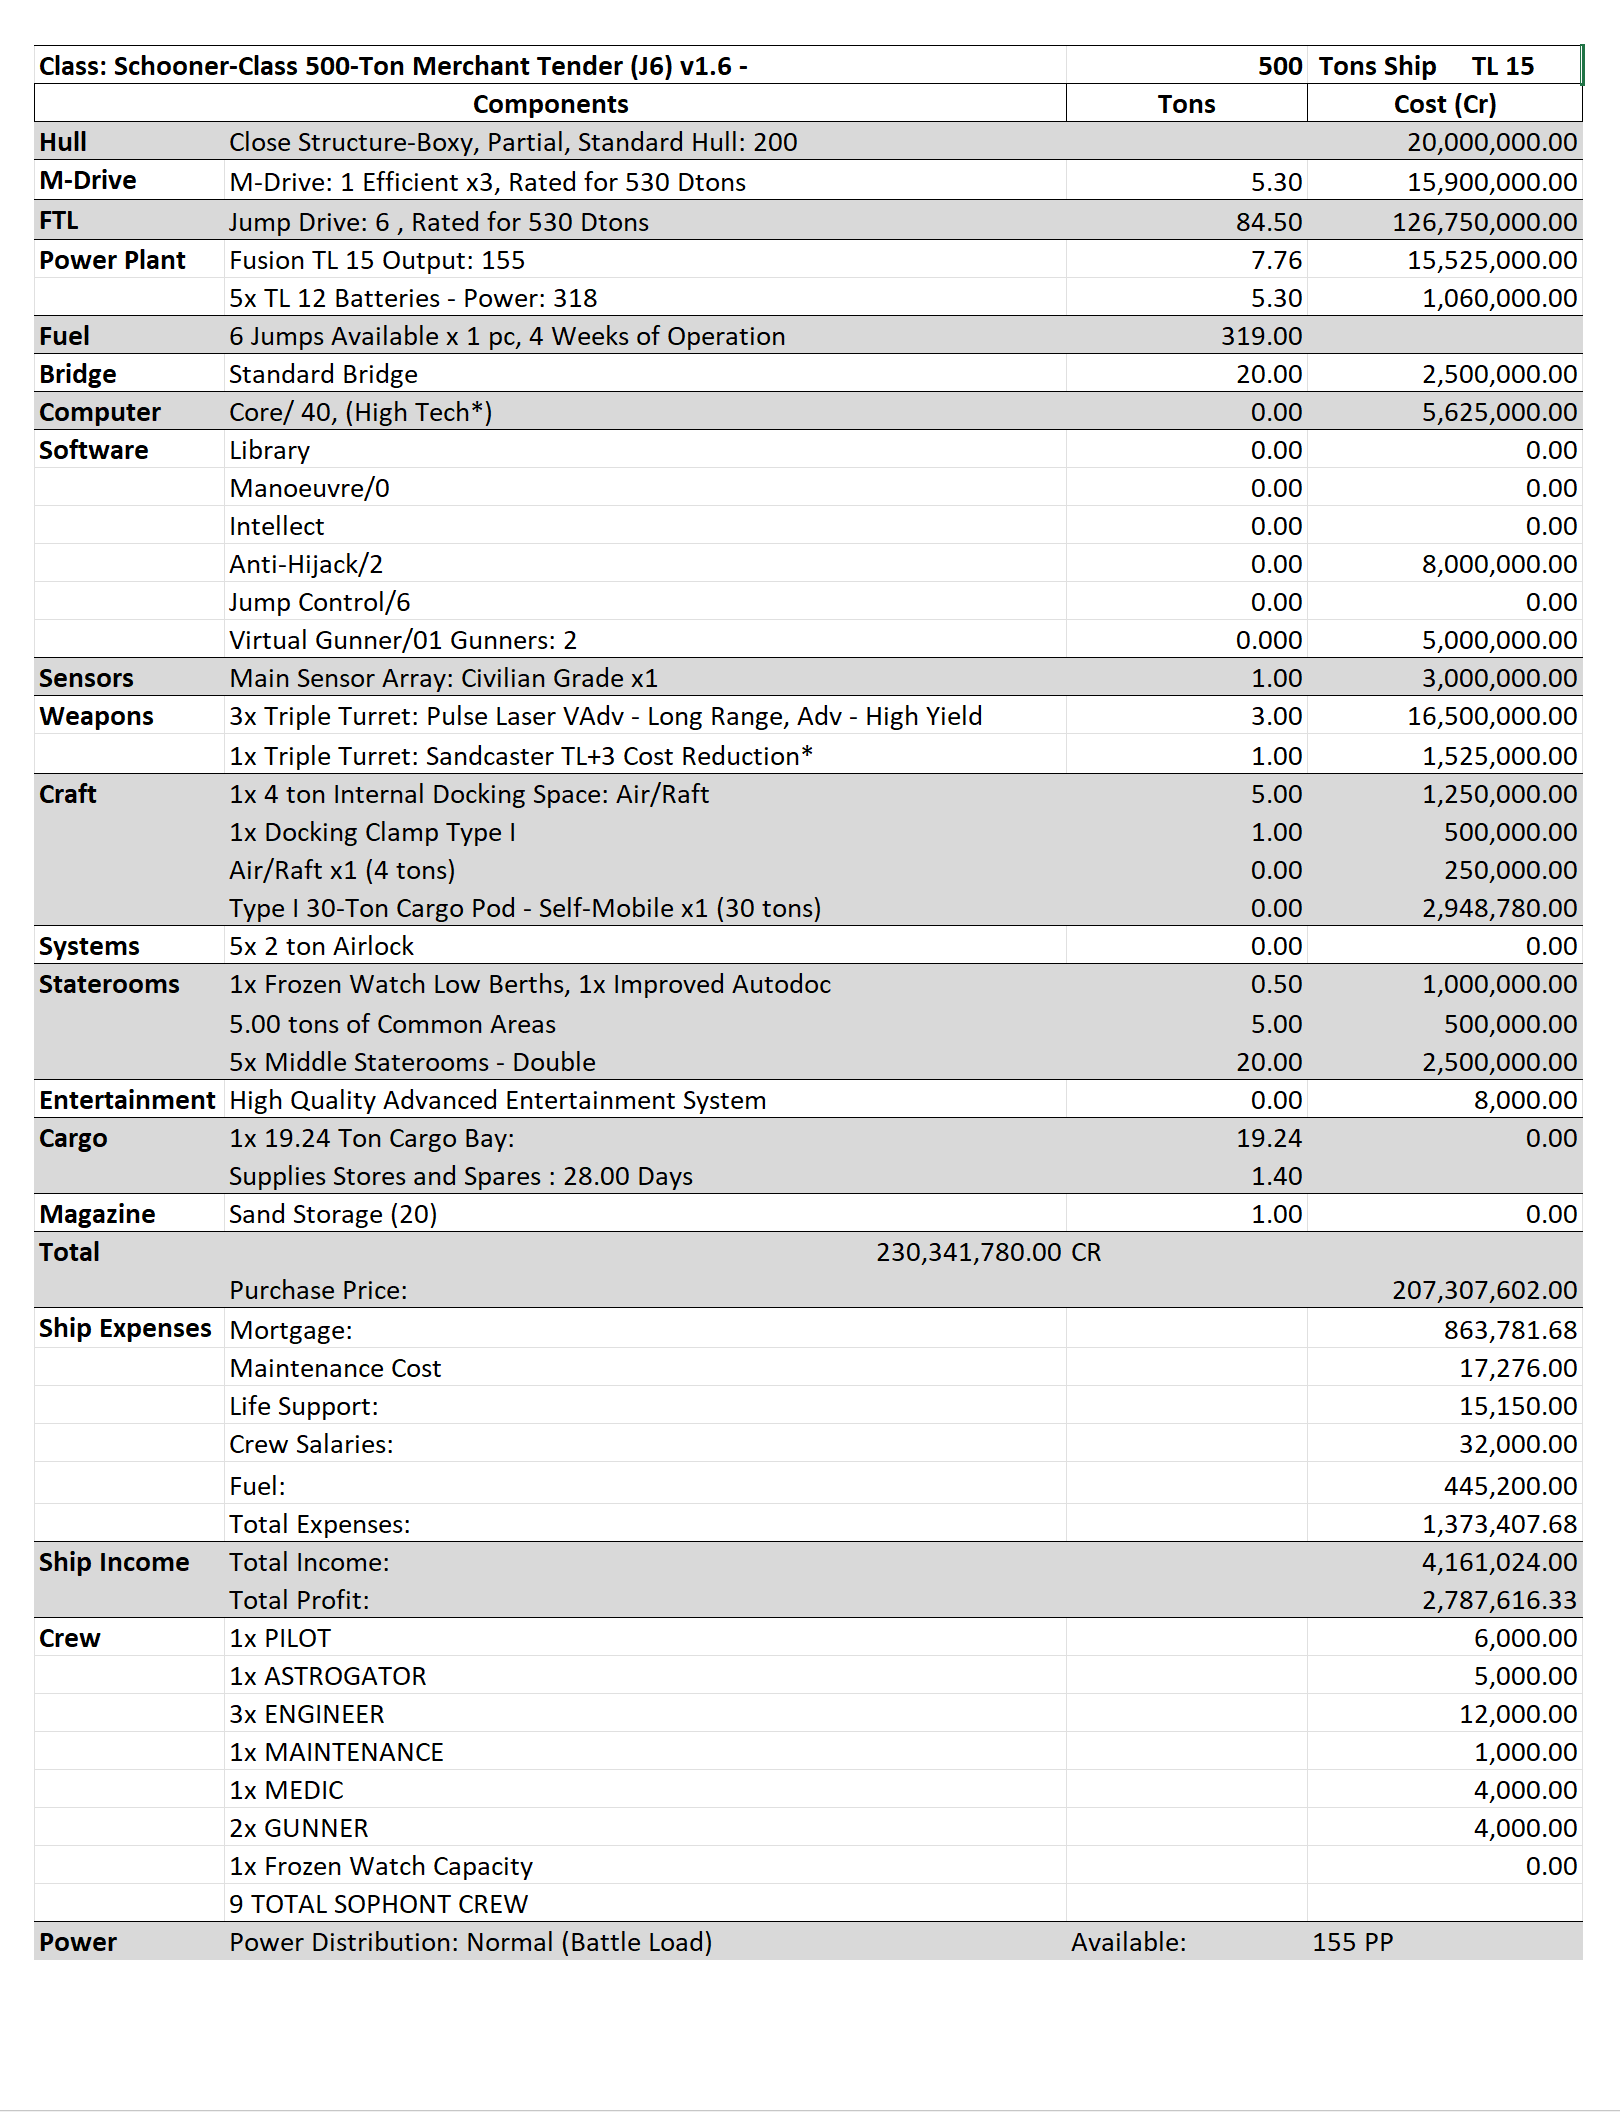 Class: Schooner-Class 500-Ton Merchant Tender (J6) v1.6 - 500 Tons Ship TL 15
Components Tons Cost (Cr)
Hull Close Structure-Boxy, Partial, Standard Hull: 200 20,000,000.00
M-Drive M-Drive: 1 Efficient x3, Rated for 530 Dtons 5.30 15,900,000.00
FTL Jump Drive: 6 , Rated for 530 Dtons 84.50 126,750,000.00
Power Plant Fusion TL 15 Output: 155 7.76 15,525,000.00
5x TL 12 Batteries - Power: 318 5.30 1,060,000.00
Fuel 6 Jumps Available x 1 pc, 4 Weeks of Operation 319.00
Bridge Standard Bridge 20.00 2,500,000.00
Computer Core/ 40, (High Tech*) 0.00 5,625,000.00
Software Library 0.00 0.00
Manoeuvre/0 0.00 0.00
Intellect 0.00 0.00
Anti-Hijack/2 0.00 8,000,000.00
Jump Control/6 0.00 0.00
Virtual Gunner/01 Gunners: 2 0.000 5,000,000.00
Sensors Main Sensor Array: Civilian Grade x1 1.00 3,000,000.00
Weapons 3x Triple Turret: Pulse Laser VAdv - Long Range, Adv - High Yield 3.00 16,500,000.00
1x Triple Turret: Sandcaster TL+3 Cost Reduction* 1.00 1,525,000.00
Craft 1x 4 ton Internal Docking Space: Air/Raft 5.00 1,250,000.00
1x Docking Clamp Type I 1.00 500,000.00
Air/Raft x1 (4 tons) 0.00 250,000.00
Type I 30-Ton Cargo Pod - Self-Mobile x1 (30 tons) 0.00 2,948,780.00
Systems 5x 2 ton Airlock 0.00 0.00
Staterooms 1x Frozen Watch Low Berths, 1x Improved Autodoc 0.50 1,000,000.00
5.00 tons of Common Areas 5.00 500,000.00
5x Middle Staterooms - Double 20.00 2,500,000.00
Entertainment High Quality Advanced Entertainment System 0.00 8,000.00
Cargo 1x 19.24 Ton Cargo Bay: 19.24 0.00
Supplies Stores and Spares : 28.00 Days 1.40
Magazine Sand Storage (20) 1.00 0.00
Total 230,341,780.00 CR
Purchase Price: 207,307,602.00
Ship Expenses Mortgage: 863,781.68
Maintenance Cost 17,276.00
Life Support: 15,150.00
Crew Salaries: 32,000.00
Fuel: 445,200.00
Total Expenses: 1,373,407.68
Ship Income Total Income: 4,161,024.00
Total Profit: 2,787,616.33
Crew 1x PILOT 6,000.00
1x ASTROGATOR 5,000.00
3x ENGINEER 12,000.00
1x MAINTENANCE 1,000.00
1x MEDIC 4,000.00
2x GUNNER 4,000.00
1x Frozen Watch Capacity 0.00
9 TOTAL SOPHONT CREW
Power Power Distribution: Normal (Battle Load) Available: 155 PP